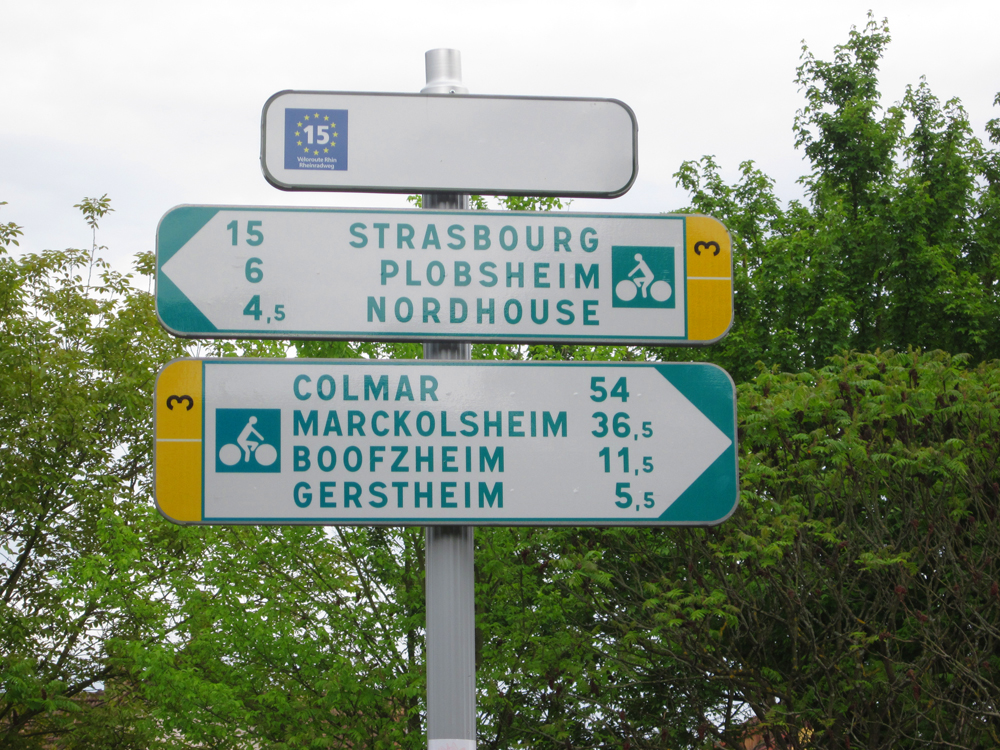 15
Véloroute Rhin
Rheinradweg
15 STRASBOURG
6 PLOBSHEIM
4,5 NORDHOUSE
3
3
COLMAR 54
MARCKOLSHEIM 36,5
BOOFZHEIM 11,5
GERSTHEIM 5,5